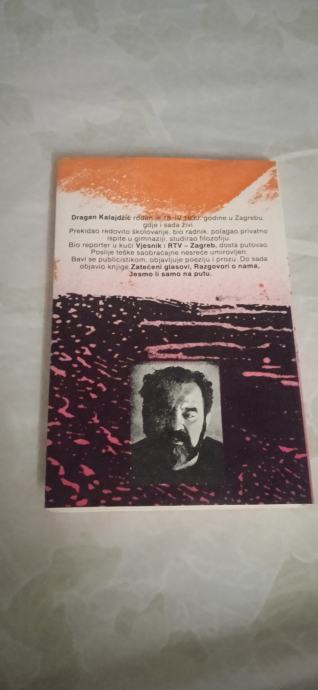 Dragan Kalajdžić rođen je 18. IV 1930. godine u Zagrebu,
gdje i sada živi.
Prekidao redovito školovanje, bio radnik, polagao privatno
ispite u gimnaziji, studirao filozofiju.
Bio reporter u kući Vjesnik i RTV – Zagreb, dosta putovao.
Poslije teške saobraćajne nesreće umirovljen.
Bavi se publicistikom, objavljuje poeziju i prozu. Do sada
objavio knjige Zatečeni glasovi, Razgovori o nama,
Jesmo li samo na putu.